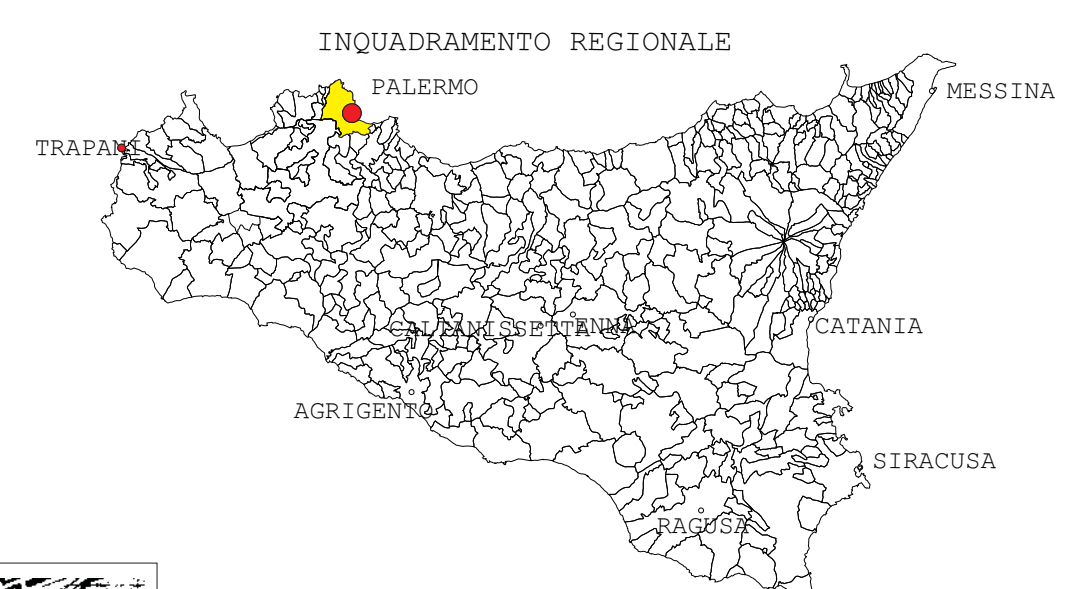 INQUADRAMENTO REGIONALE
PALERMO
MESSINA
TRAPANI
CALTANISSETTA
ENNA
CATANIA
AGRIGENTO
SIRACUSA
RAGUSA